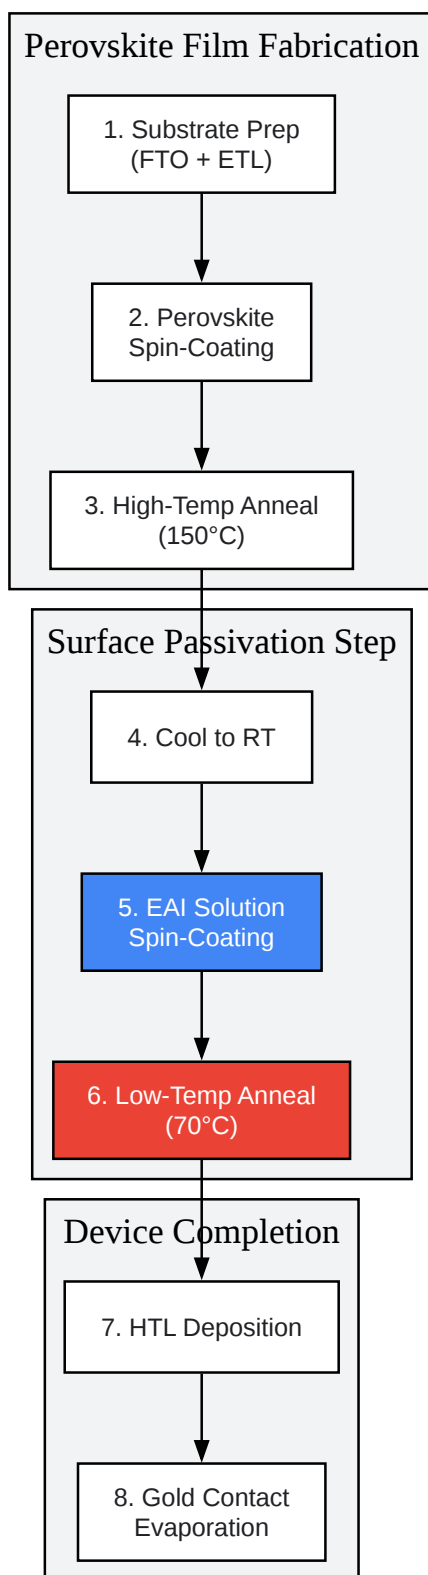 Perovskite Film Fabrication
1. Substrate Prep
(FTO + ETL)
2. Perovskite
Spin-Coating
3. High-Temp Anneal
(150°C)
Surface Passivation Step
4. Cool to RT
5. EAI Solution
Spin-Coating
6. Low-Temp Anneal
(70°C)
Device Completion
7. HTL Deposition
8. Gold Contact
Evaporation